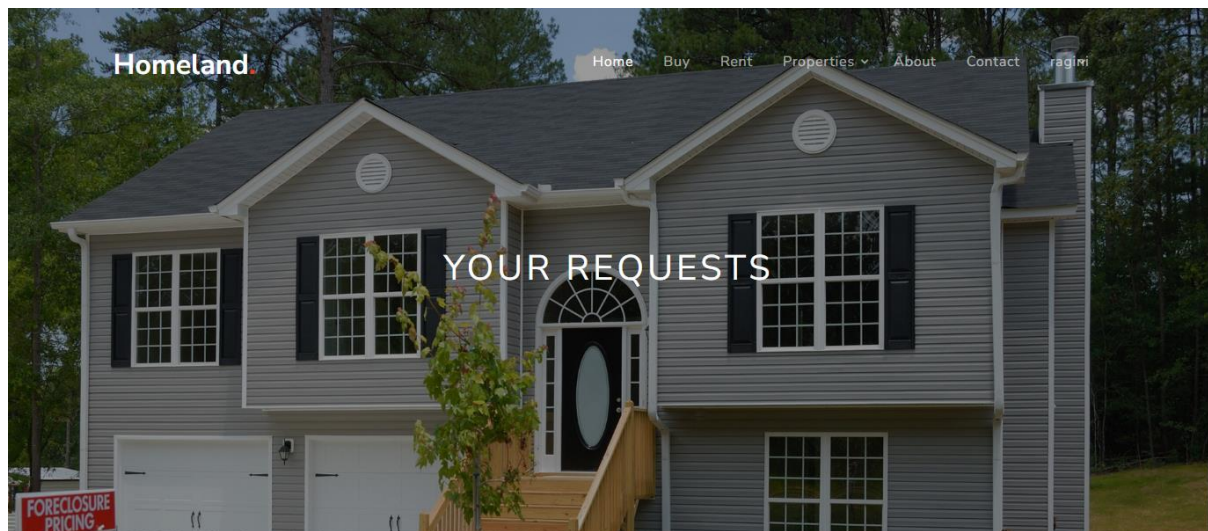 Homeland.
Home Buy Rent Properties About Contact ragini
YOUR REQUESTS
FORECLOSURE
PRICING